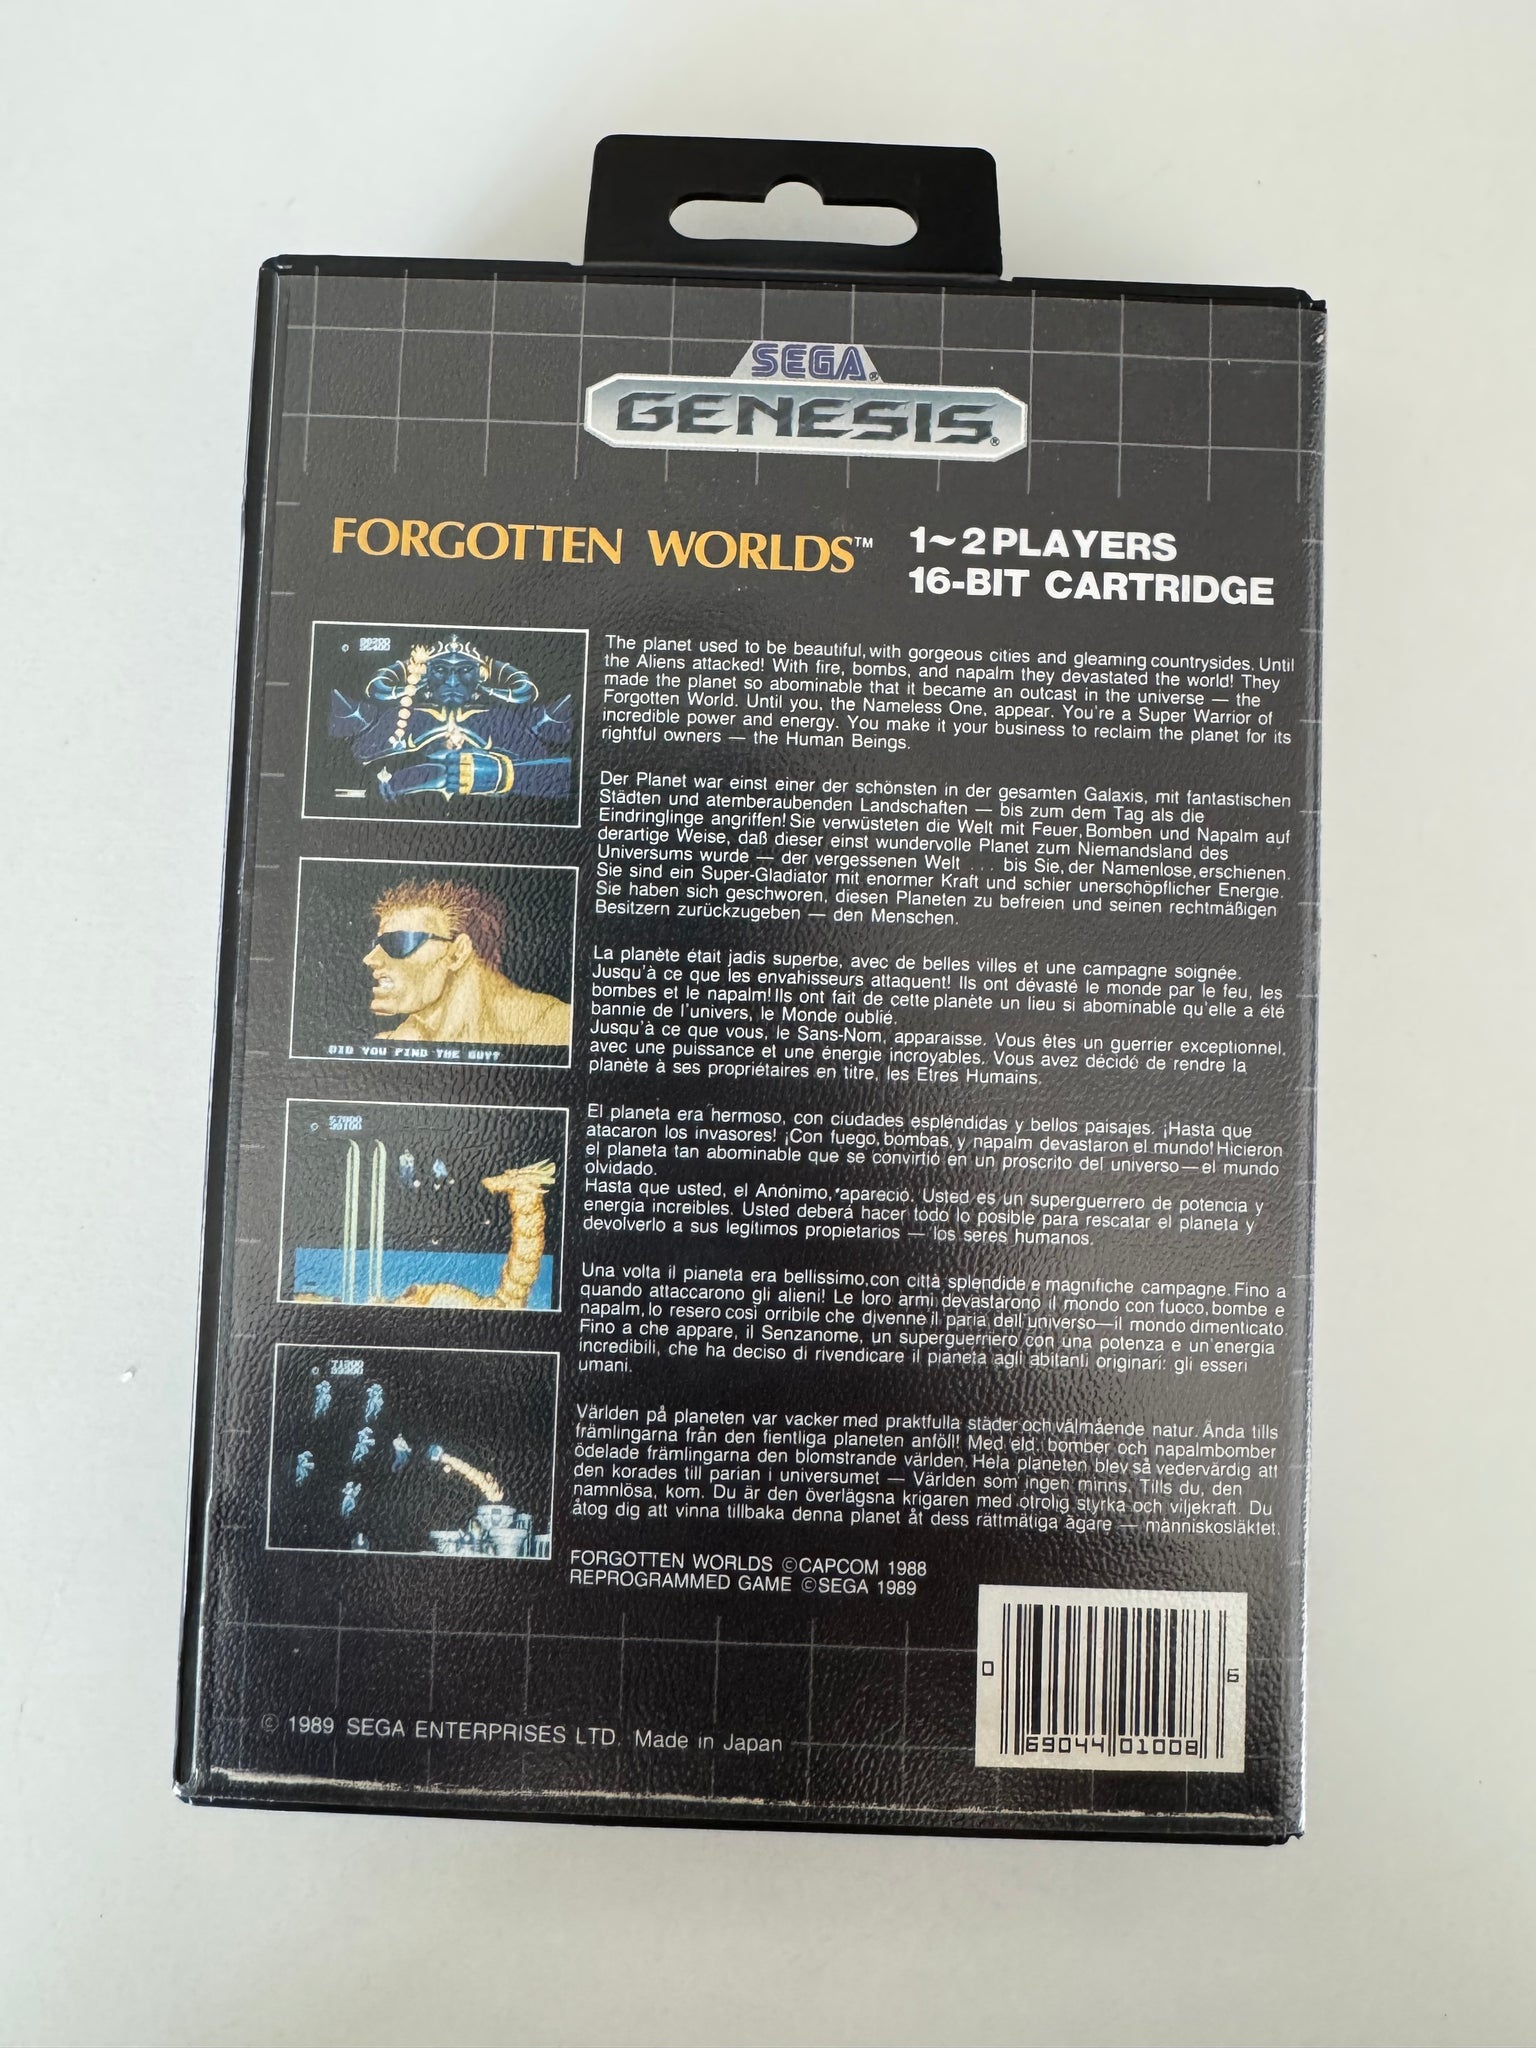 SEGA®
GENESIS®
FORGOTTEN WORLDS™
1~2 PLAYERS
16-BIT CARTRIDGE
The planet used to be beautiful, with gorgeous cities and gleaming countrysides. Until
the Aliens attacked! With fire, bombs, and napalm they devastated the world! They
made the planet so abominable that it became an outcast in the universe — the
Forgotten World. Until you, the Nameless One, appear. You're a Super Warrior of
incredible power and energy. You make it your business to reclaim the planet for its
rightful owners — the Human Beings.
Der Planet war einst einer der schönsten in der gesamten Galaxis, mit fantastischen
Städten und atemberaubenden Landschaften — bis zum dem Tag als die
Eindringlinge angriffen! Sie verwüsteten die Welt mit Feuer, Bomben und Napalm auf
derartige Weise, daß dieser einst wundervolle Planet zum Niemandsland des
Universums wurde — der vergessenen Welt ... bis Sie, der Namenlose, erschienen.
Sie sind ein Super-Gladiator mit enormer Kraft und schier unerschöpflicher Energie.
Sie haben sich geschworen, diesen Planeten zu befreien und seinen rechtmäßigen
Besitzern zurückzugeben — den Menschen.
La planète était jadis superbe, avec de belles villes et une campagne soignée.
Jusqu'à ce que les envahisseurs attaquent! Ils ont dévasté le monde par le feu, les
bombes et le napalm! Ils ont fait de cette planète un lieu si abominable qu'elle a été
bannie de l'univers, le Monde oublié.
Jusqu'à ce que vous, le Sans-Nom, apparaisse. Vous êtes un guerrier exceptionnel,
avec une puissance et une énergie incroyables. Vous avez décidé de rendre la
planète à ses propriétaires en titre, les Etres Humains.
El planeta era hermoso, con ciudades espléndidas y bellos paisajes. ¡Hasta que
atacaron los invasores! ¡Con fuego, bombas, y napalm devastaron el mundo! Hicieron
el planeta tan abominable que se convirtió en un proscrito del universo — el mundo
olvidado.
Hasta que usted, el Anónimo, apareció. Usted es un superguerrero de potencia y
energía increíbles. Usted deberá hacer todo lo posible para rescatar el planeta y
devolverlo a sus legítimos propietarios — los seres humanos.
Una volta il pianeta era bellissimo, con città splendide e magnifiche campagne. Fino a
quando attaccarono gli alieni! Le loro armi devastarono il mondo con fuoco, bombe e
napalm, lo resero così orribile che divenne il paria dell'universo—il mondo dimenticato.
Fino a che appare, il Senzanome, un superguerriero con una potenza e un'energia
incredibili, che ha deciso di rivendicare il pianeta agli abitanti originari: gli esseri
umani.
Världen på planeten var vacker med praktfulla städer och välmående natur. Ända tills
främlingarna från den fientliga planeten anföll! Med eld, bomber och napalmbomber
ödelade främlingarna den blomstrande världen. Hela planeten blev så vedervärdig att
den korades till parian i universumet — Världen som ingen minns. Tills du, den
namnlösa, kom. Du är den överlägsna krigaren med otrolig styrka och viljekraft. Du
åtog dig att vinna tillbaka denna planet åt dess rättmätiga ägare — människosläktet.
DID YOU FIND THE GUY?
FORGOTTEN WORLDS ©CAPCOM 1988
REPROGRAMMED GAME ©SEGA 1989
© 1989 SEGA ENTERPRISES LTD. Made in Japan
0 69044 01008 6